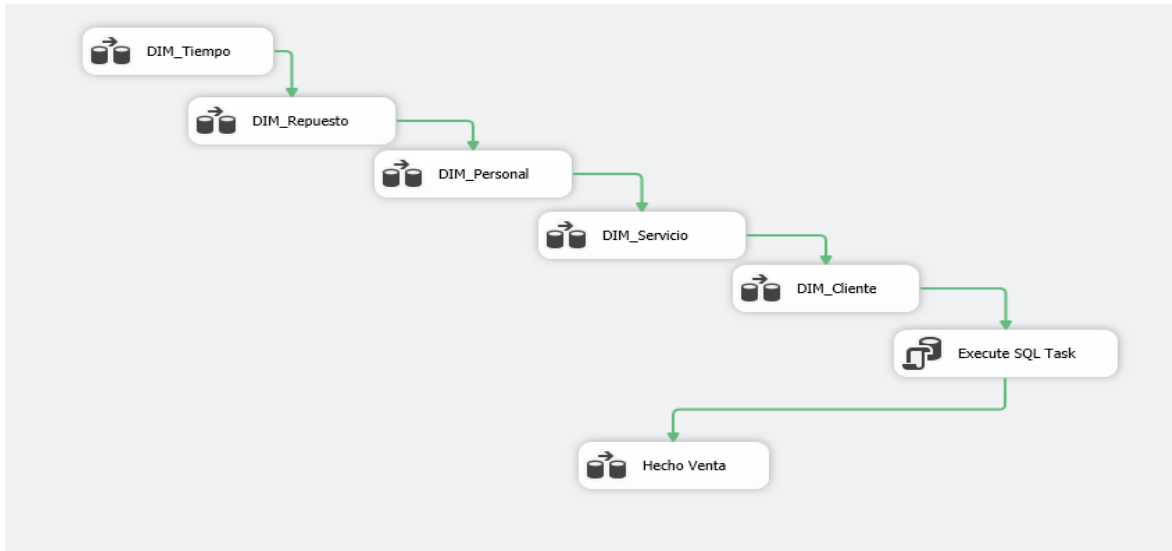 DIM_Tiempo
DIM_Repuesto
DIM_Personal
DIM_Servicio
DIM_Cliente
Execute SQL Task
Hecho Venta